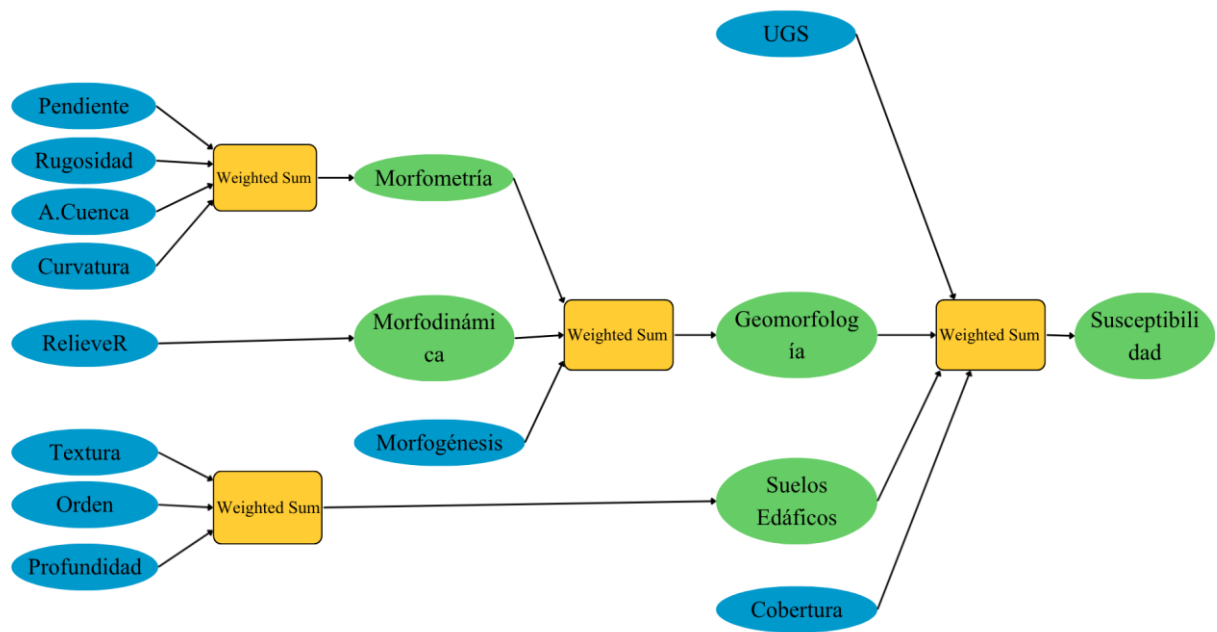 UGS
Pendiente
Rugosidad
A.Cuenca
Curvatura
Weighted Sum
Morfometría
RelieveR
Morfodinámi
ca
Morfogénesis
Weighted Sum
Geomorfolog
ía
Weighted Sum
Susceptibili
dad
Textura
Orden
Profundidad
Weighted Sum
Suelos
Edáficos
Cobertura